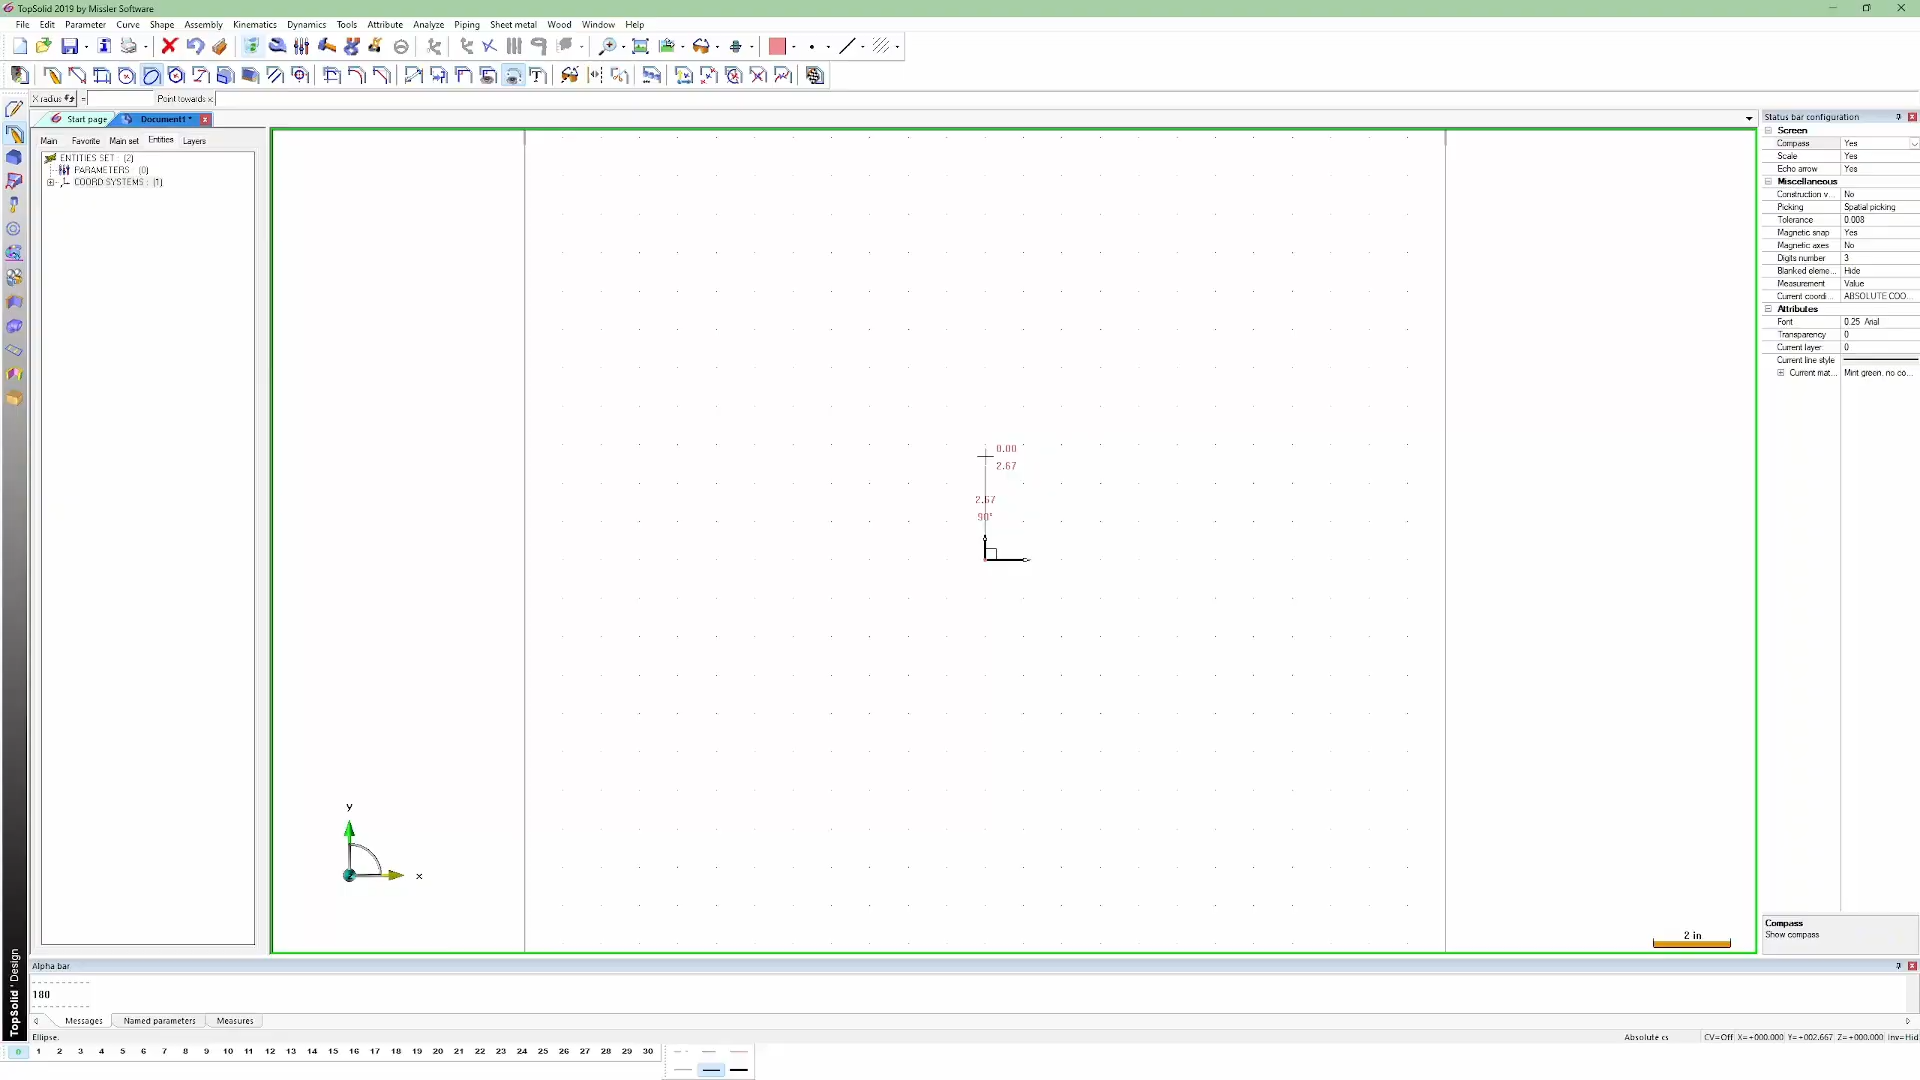 TopSolid 2019 by Missler Software
File Edit Parameter Curve Shape Assembly Kinematics Dynamics Tools Attribute Analyze Piping Sheet metal Wood Window Help
X radius = Point towards x:
Start page Document1 *
Main Favorite Main set Entities Layers
ENTITIES SET : (2)
PARAMETERS : (0)
COORD SYSTEMS : (1)
0.00
2.67
2.67
90°
y
x
2 in
Status bar configuration
Screen
Compass Yes
Scale Yes
Echo arrow Yes
Miscellaneous
Construction v... No
Picking Spatial picking
Tolerance 0.008
Magnetic snap Yes
Magnetic axes No
Digits number 3
Blanked eleme... Hide
Measurement Value
Current coordi... ABSOLUTE COO...
Attributes
Font 0.25 Arial
Transparency 0
Current layer 0
Current line style
Current mat... Mint green, no co...
Compass
Show compass
TopSolid 'Design
Alpha bar
180
Messages Named parameters Measures
Ellipse.
Absolute cs CV=Off X=+000.000 Y=+002.667 Z=+000.000 Inv=Hid
0 1 2 3 4 5 6 7 8 9 10 11 12 13 14 15 16 17 18 19 20 21 22 23 24 25 26 27 28 29 30